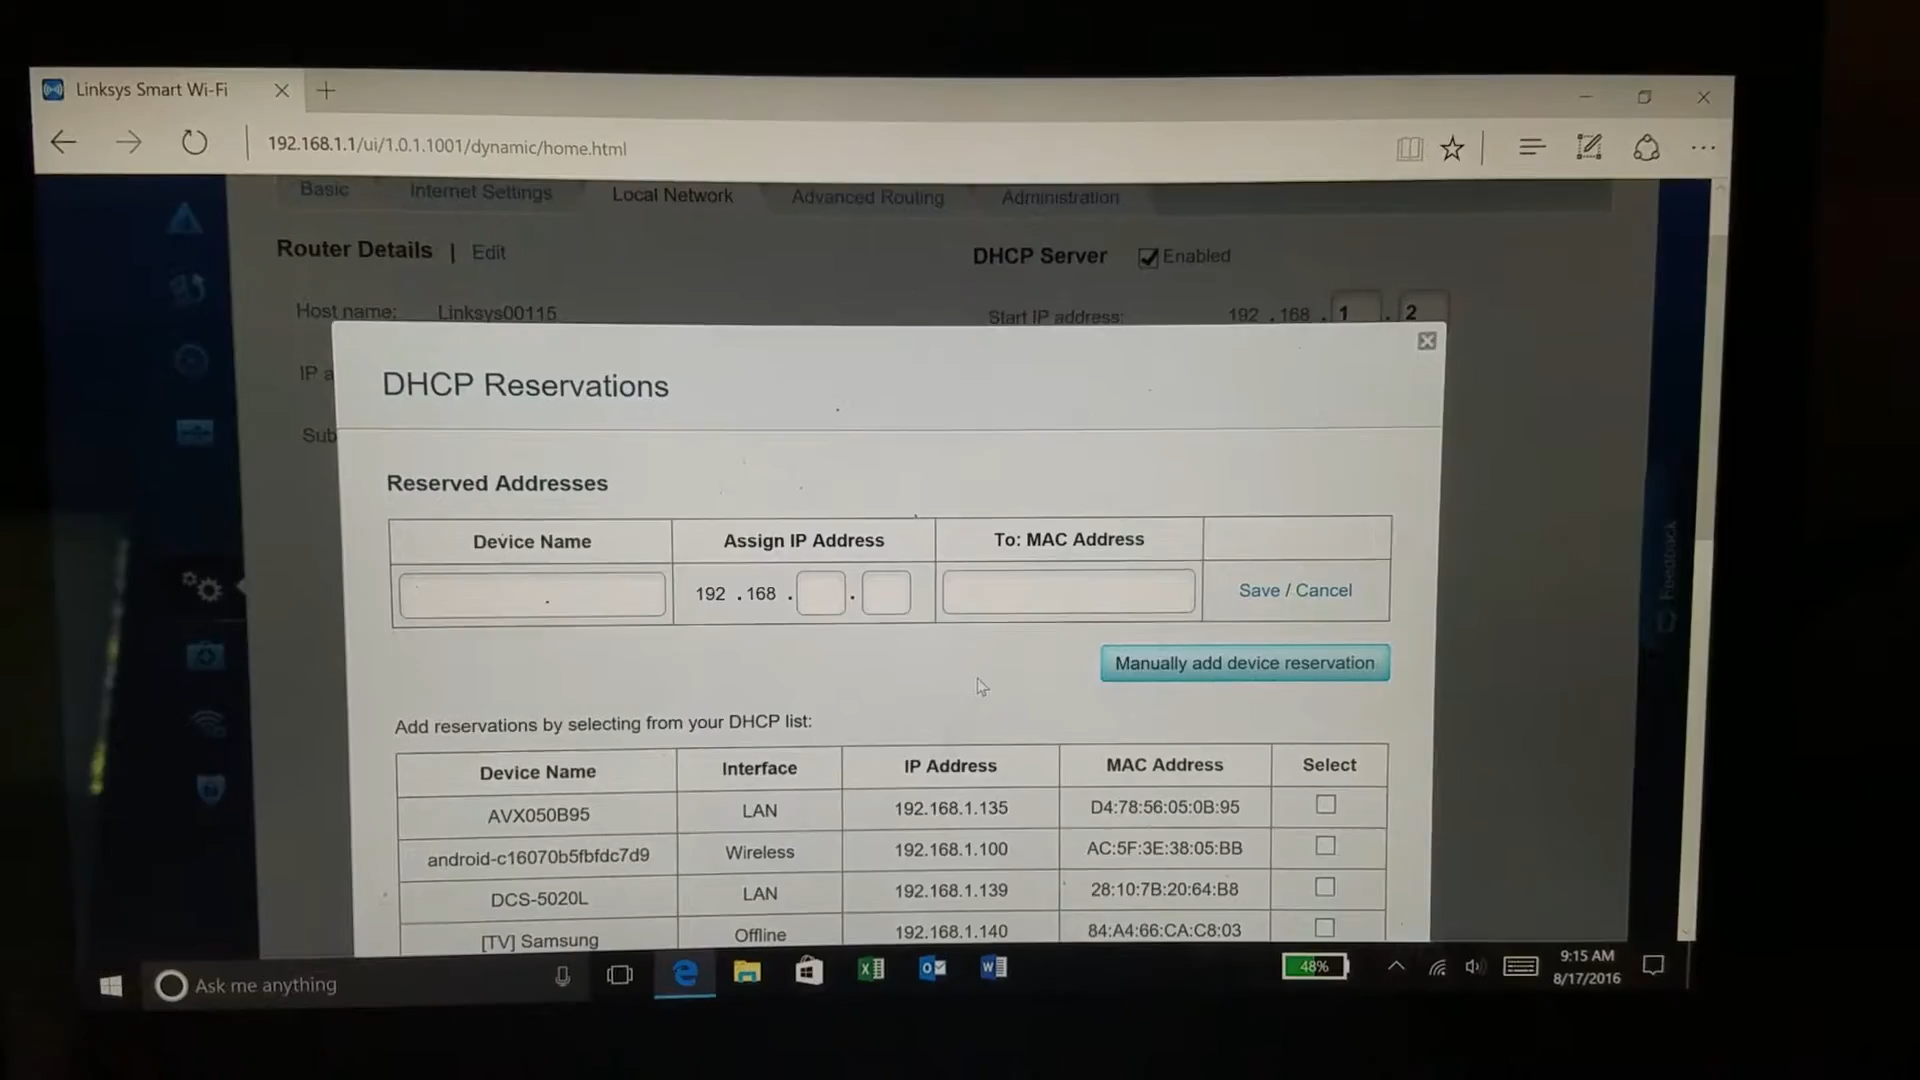 Linksys Smart Wi-Fi
192.168.1.1/ui/1.0.1.1001/dynamic/home.html
Basic Internet Settings Local Network Advanced Routing Administration
Router Details | Edit DHCP Server Enabled
Host name: Linksys00115 Start IP address: 192 .168 . 1 . 2
IP a
Sub
DHCP Reservations
Reserved Addresses
Device Name Assign IP Address To: MAC Address
192 .168 . . Save / Cancel
Manually add device reservation
Add reservations by selecting from your DHCP list:
Device Name Interface IP Address MAC Address Select
AVX050B95 LAN 192.168.1.135 D4:78:56:05:0B:95
android-c16070b5fbfdc7d9 Wireless 192.168.1.100 AC:5F:3E:38:05:BB
DCS-5020L LAN 192.168.1.139 28:10:7B:20:64:B8
[TV] Samsung Offline 192.168.1.140 84:A4:66:CA:C8:03
Feedback
Ask me anything 48% 9:15 AM
8/17/2016